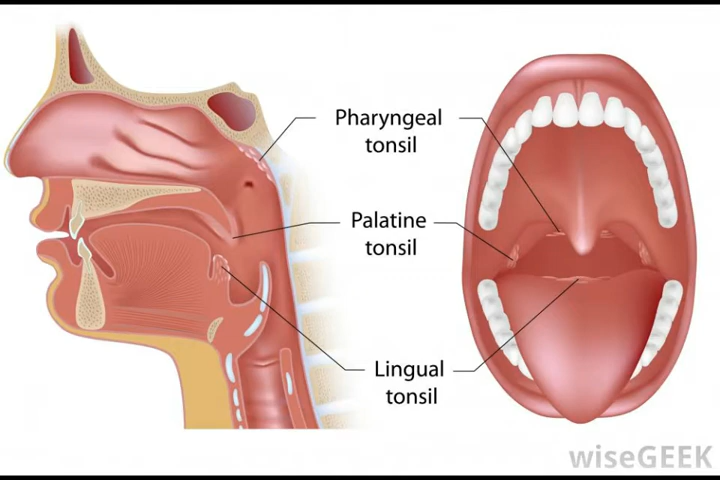 Pharyngeal
tonsil
Palatine
tonsil
Lingual
tonsil
wiseGEEK